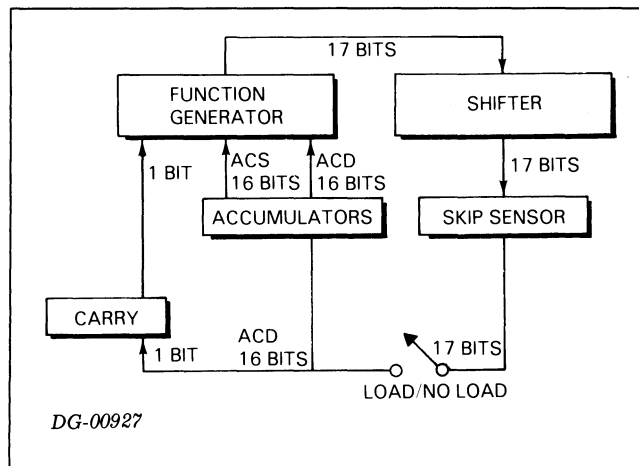 17 BITS
FUNCTION
GENERATOR
SHIFTER
1 BIT
ACS
16 BITS
ACD
16 BITS
17 BITS
ACCUMULATORS
SKIP SENSOR
CARRY
1 BIT
ACD
16 BITS
17 BITS
LOAD/NO LOAD
DG-00927